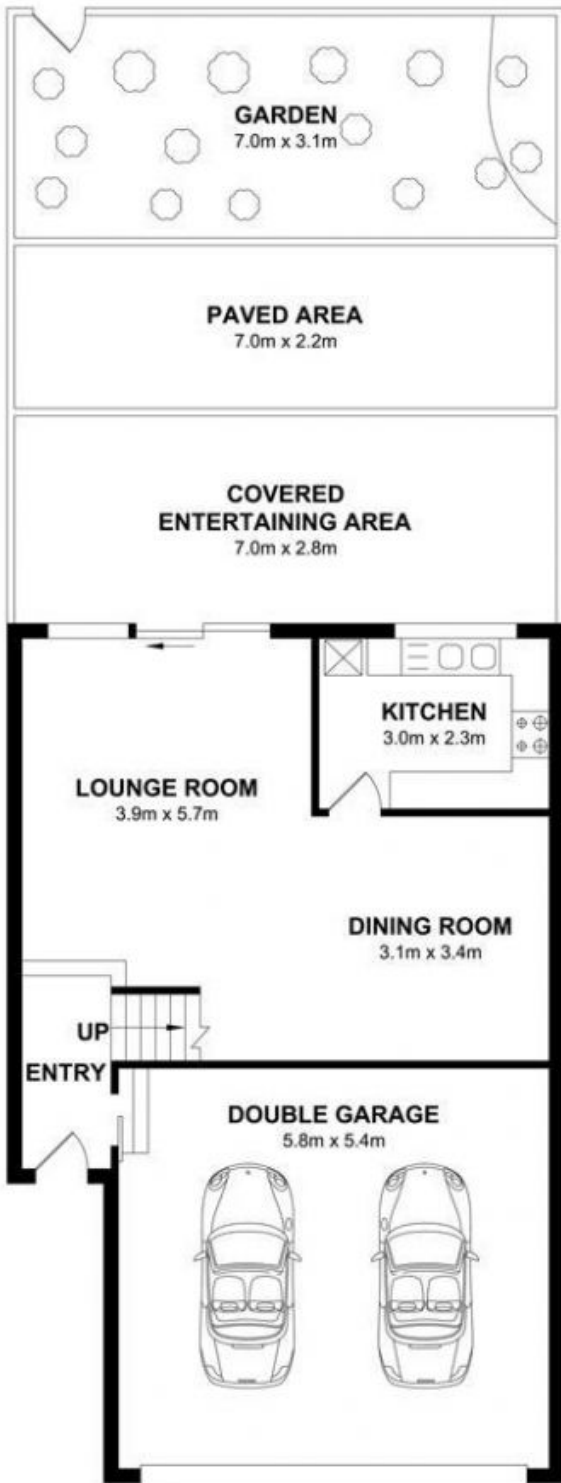 GARDEN
7.0m x 3.1m
PAVED AREA
7.0m x 2.2m
COVERED
ENTERTAINING AREA
7.0m x 2.8m
KITCHEN
3.0m x 2.3m
LOUNGE ROOM
3.9m x 5.7m
DINING ROOM
3.1m x 3.4m
UP
ENTRY
DOUBLE GARAGE
5.8m x 5.4m